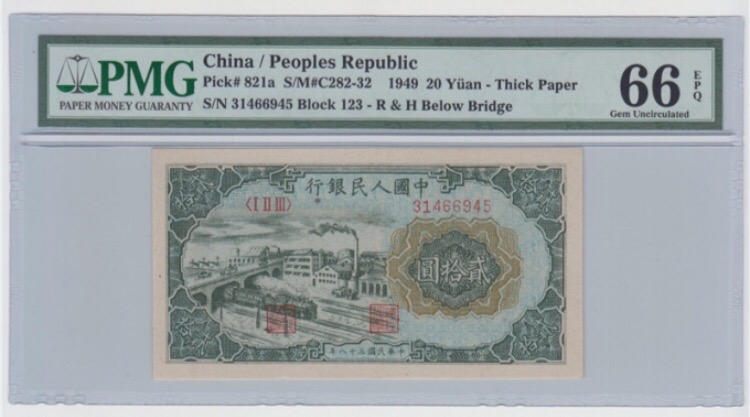 PMG
PAPER MONEY GUARANTY
China / Peoples Republic
Pick# 821a S/M#C282-32 1949 20 Yüan - Thick Paper
S/N 31466945 Block 123 - R & H Below Bridge
66 EPQ
Gem Uncirculated
行銀民人國中
〈I II III〉 31466945
圓拾貳
年八十三國民華中